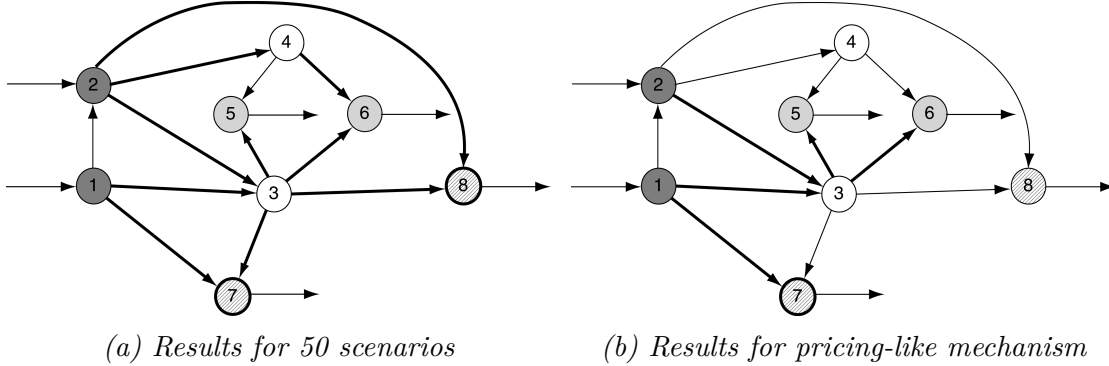 4 4
2 2
5 6 5 6
1 3 8 1 3 8
7 7
(a) Results for 50 scenarios (b) Results for pricing-like mechanism